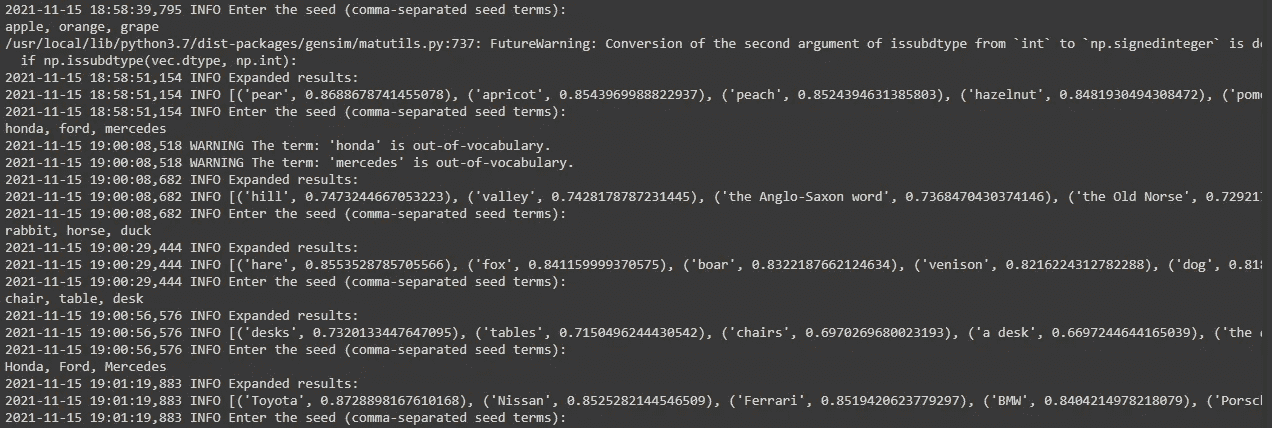 2021-11-15 18:58:39,795 INFO Enter the seed (comma-separated seed terms):
apple, orange, grape
/usr/local/lib/python3.7/dist-packages/gensim/matutils.py:737: FutureWarning: Conversion of the second argument of issubdtype from `int` to `np.signedinteger` is de
if np.issubdtype(vec.dtype, np.int):
2021-11-15 18:58:51,154 INFO Expanded results:
2021-11-15 18:58:51,154 INFO [('pear', 0.8688678741455078), ('apricot', 0.8543969988822937), ('peach', 0.8524394631385803), ('hazelnut', 0.8481930494308472), ('pome
2021-11-15 18:58:51,154 INFO Enter the seed (comma-separated seed terms):
honda, ford, mercedes
2021-11-15 19:00:08,518 WARNING The term: 'honda' is out-of-vocabulary.
2021-11-15 19:00:08,518 WARNING The term: 'mercedes' is out-of-vocabulary.
2021-11-15 19:00:08,682 INFO Expanded results:
2021-11-15 19:00:08,682 INFO [('hill', 0.7473244667053223), ('valley', 0.7428178787231445), ('the Anglo-Saxon word', 0.7368470430374146), ('the Old Norse', 0.72921
2021-11-15 19:00:08,682 INFO Enter the seed (comma-separated seed terms):
rabbit, horse, duck
2021-11-15 19:00:29,444 INFO Expanded results:
2021-11-15 19:00:29,444 INFO [('hare', 0.8553528785705566), ('fox', 0.841159999370575), ('boar', 0.8322187662124634), ('venison', 0.8216224312782288), ('dog', 0.818
2021-11-15 19:00:29,444 INFO Enter the seed (comma-separated seed terms):
chair, table, desk
2021-11-15 19:00:56,576 INFO Expanded results:
2021-11-15 19:00:56,576 INFO [('desks', 0.7320133447647095), ('tables', 0.7150496244430542), ('chairs', 0.6970269680023193), ('a desk', 0.6697244644165039), ('the
2021-11-15 19:00:56,576 INFO Enter the seed (comma-separated seed terms):
Honda, Ford, Mercedes
2021-11-15 19:01:19,883 INFO Expanded results:
2021-11-15 19:01:19,883 INFO [('Toyota', 0.8728898167610168), ('Nissan', 0.8525282144546509), ('Ferrari', 0.8519420623779297), ('BMW', 0.8404214978218079), ('Porscl
2021-11-15 19:01:19,883 INFO Enter the seed (comma-separated seed terms):